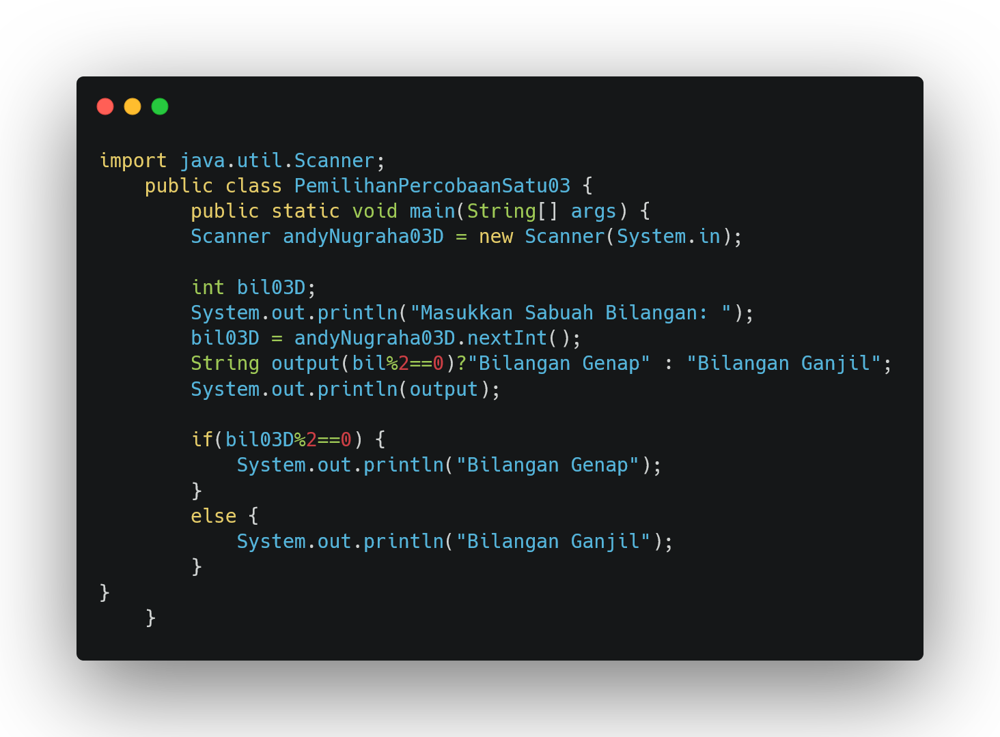 import java.util.Scanner;
    public class PemilihanPercobaanSatu03 {
        public static void main(String[] args) {
        Scanner andyNugraha03D = new Scanner(System.in);

        int bil03D;
        System.out.println("Masukkan Sabuah Bilangan: ");
        bil03D = andyNugraha03D.nextInt();
        String output(bil%2==0)?"Bilangan Genap" : "Bilangan Ganjil";
        System.out.println(output);

        if(bil03D%2==0) {
            System.out.println("Bilangan Genap");
        }
        else {
            System.out.println("Bilangan Ganjil");
        }
}
    }